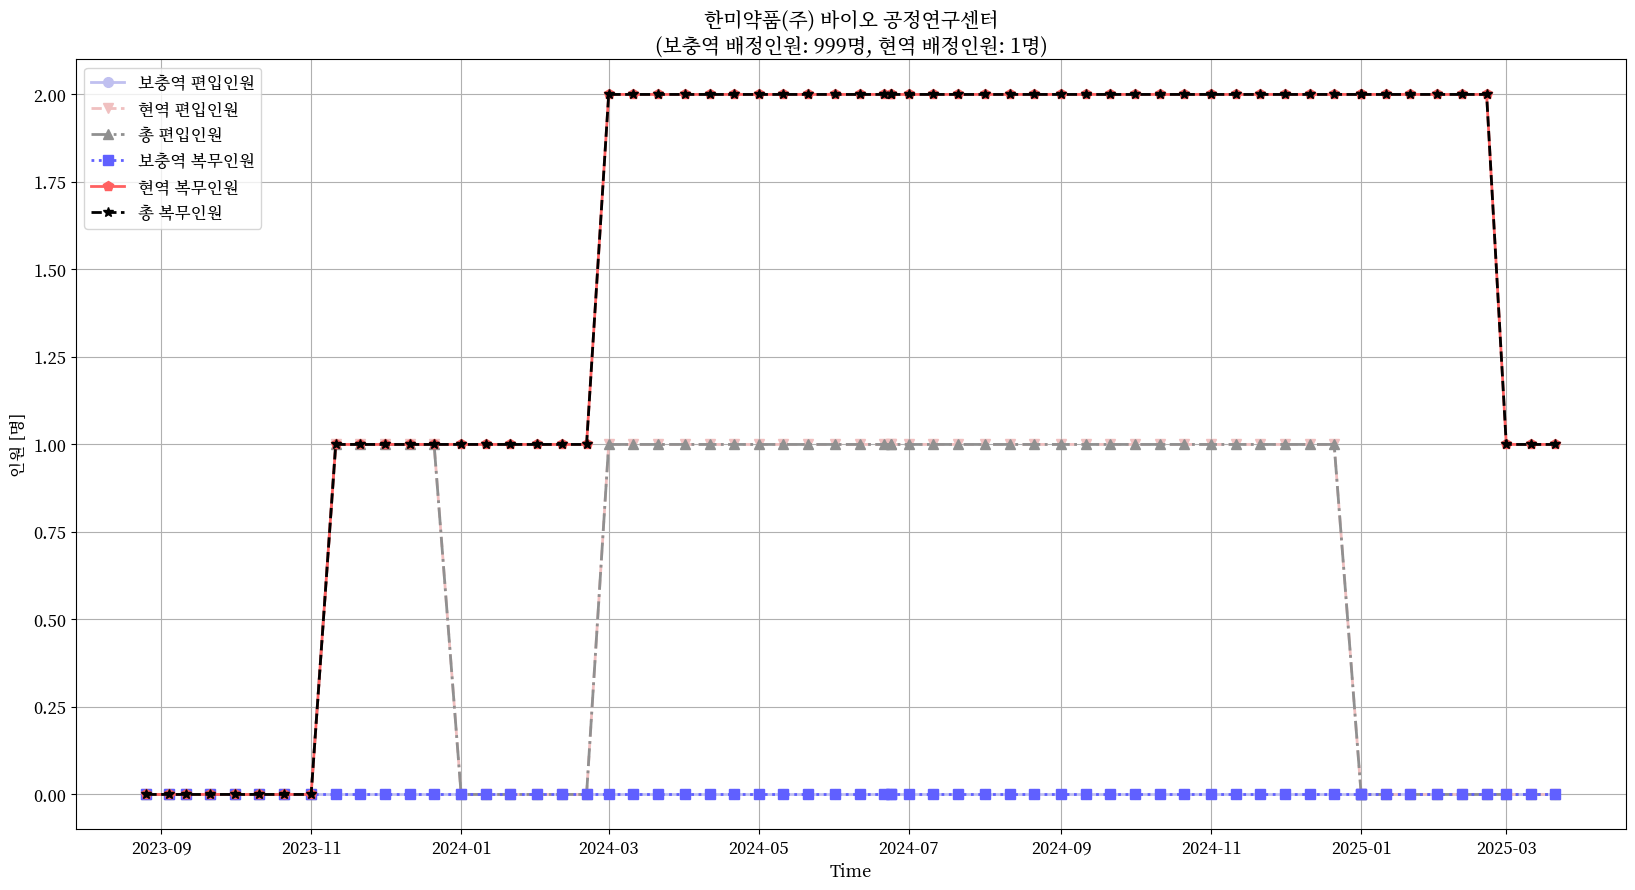 한미약품(주) 바이오 공정연구센터
(보충역 배정인원: 999명, 현역 배정인원: 1명)
보충역 편입인원
현역 편입인원
총 편입인원
보충역 복무인원
현역 복무인원
총 복무인원
인원 [명]
2.00
1.75
1.50
1.25
1.00
0.75
0.50
0.25
0.00
2023-09 2023-11 2024-01 2024-03 2024-05 2024-07 2024-09 2024-11 2025-01 2025-03
Time